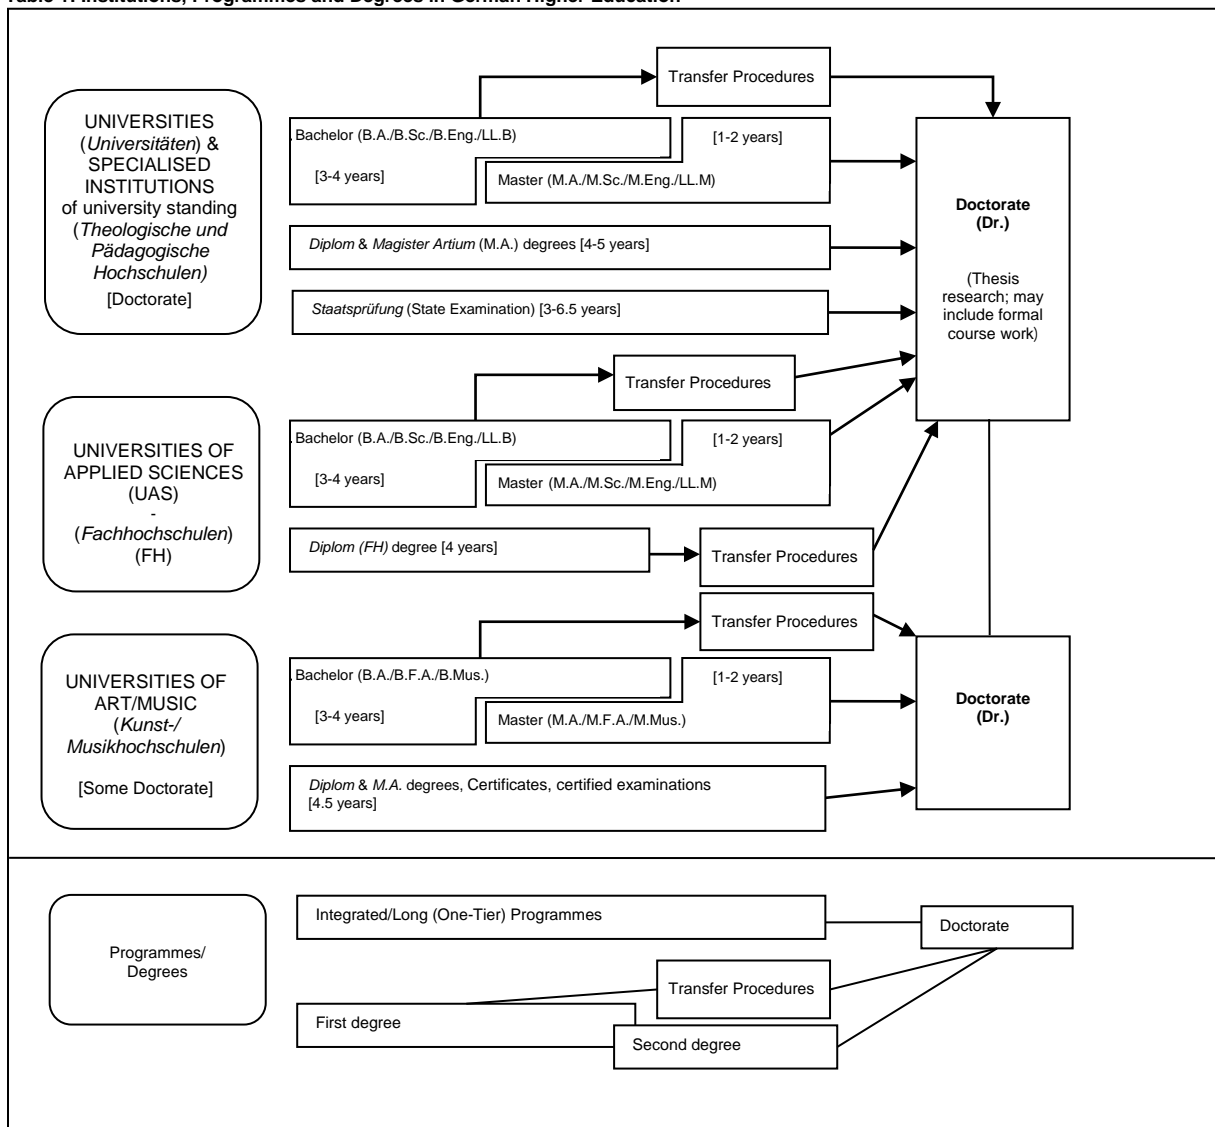 Table 1: Institutions, Programmes and Degrees in German Higher Education
Transfer Procedures
UNIVERSITIES
(Universitäten) &
SPECIALISED
INSTITUTIONS
of university standing
(Theologische und
Pädagogische
Hochschulen)
[Doctorate]
Bachelor (B.A./B.Sc./B.Eng./LL.B)
[3-4 years]
[1-2 years]
Master (M.A./M.Sc./M.Eng./LL.M)
Diplom & Magister Artium (M.A.) degrees [4-5 years]
Staatsprüfung (State Examination) [3-6.5 years]
Doctorate
(Dr.)
(Thesis
research; may
include formal
course work)
Transfer Procedures
UNIVERSITIES OF
APPLIED SCIENCES
(UAS)
-
(Fachhochschulen)
(FH)
Bachelor (B.A./B.Sc./B.Eng./LL.B)
[3-4 years]
[1-2 years]
Master (M.A./M.Sc./M.Eng./LL.M)
Diplom (FH) degree [4 years]
Transfer Procedures
Transfer Procedures
UNIVERSITIES OF
ART/MUSIC
(Kunst-/
Musikhochschulen)
[Some Doctorate]
Bachelor (B.A./B.F.A./B.Mus.)
[3-4 years]
[1-2 years]
Master (M.A./M.F.A./M.Mus.)
Diplom & M.A. degrees, Certificates, certified examinations
[4.5 years]
Doctorate
(Dr.)
Programmes/
Degrees
Integrated/Long (One-Tier) Programmes
Doctorate
Transfer Procedures
First degree
Second degree